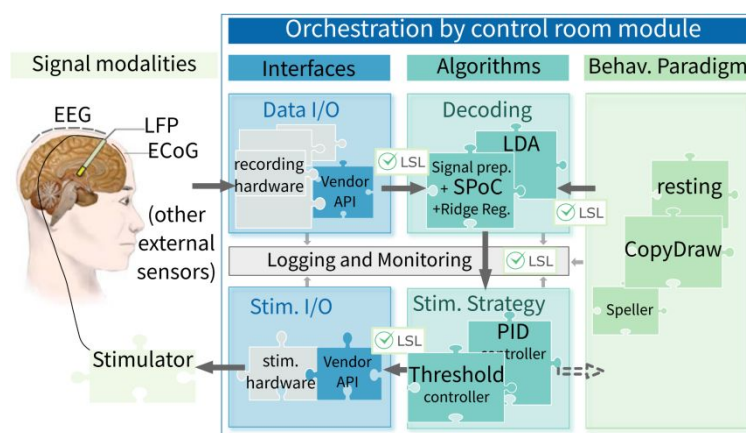 Orchestration by control room module
Signal modalities
Interfaces
Algorithms
Behav. Paradigm
EEG
LFP
ECoG
(other
external
sensors)
Data I/O
recording
hardware
Vendor
API
LSL
Decoding
LDA
Signal prep.
+ SPoC
+Ridge Reg.
LSL
resting
CopyDraw
Speller
Logging and Monitoring
LSL
Stim. I/O
stim.
hardware
Vendor
API
LSL
Stim. Strategy
PID
controller
Threshold
controller
Stimulator